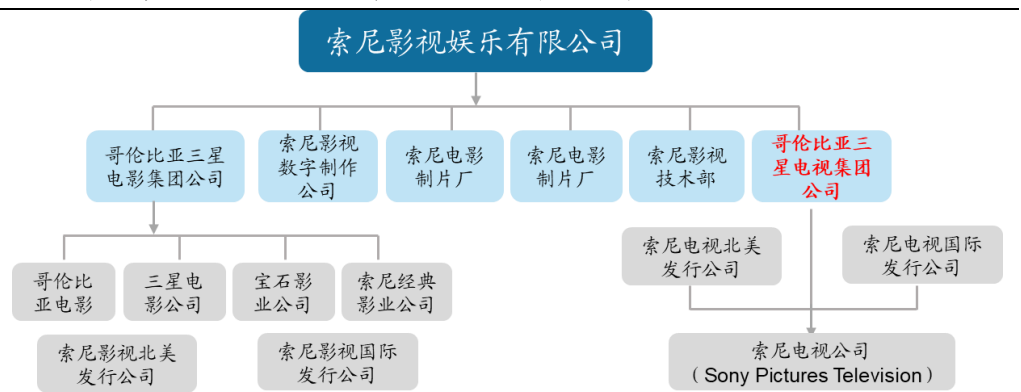 索尼影视娱乐有限公司
哥伦比亚三星
电影集团公司
索尼影视
数字制作
公司
索尼电影
制片厂
索尼电影
制片厂
索尼影视
技术部
哥伦比亚三
星电视集团
公司
哥伦比
亚电影
三星电
影公司
宝石影
业公司
索尼经典
影业公司
索尼影视北美
发行公司
索尼影视国际
发行公司
索尼电视北美
发行公司
索尼电视国际
发行公司
索尼电视公司
（Sony Pictures Television）